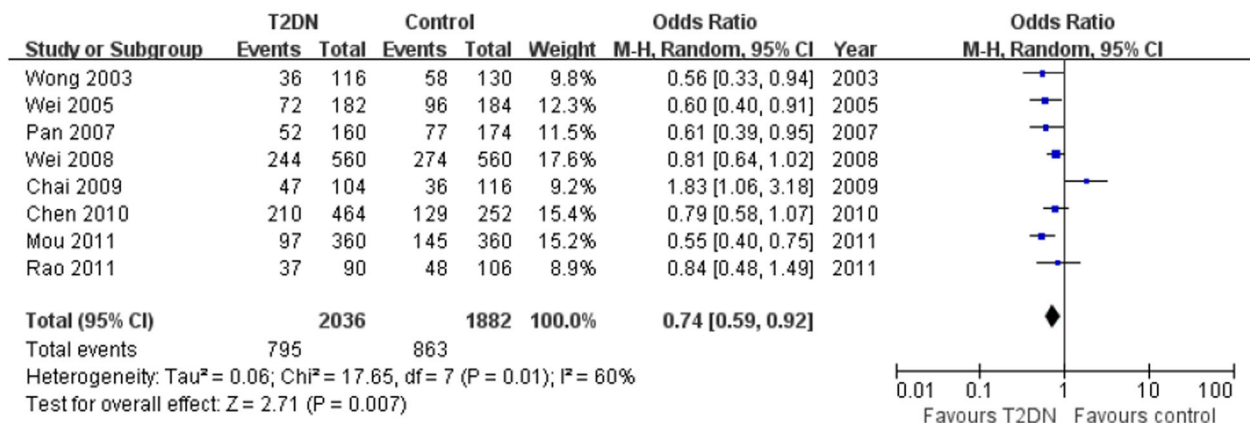 T2DN Control Odds Ratio Odds Ratio
Study or Subgroup Events Total Events Total Weight M-H, Random, 95% CI Year M-H, Random, 95% CI
Wong 2003 36 116 58 130 9.8% 0.56 [0.33, 0.94] 2003
Wei 2005 72 182 96 184 12.3% 0.60 [0.40, 0.91] 2005
Pan 2007 52 160 77 174 11.5% 0.61 [0.39, 0.95] 2007
Wei 2008 244 560 274 560 17.6% 0.81 [0.64, 1.02] 2008
Chai 2009 47 104 36 116 9.2% 1.83 [1.06, 3.18] 2009
Chen 2010 210 464 129 252 15.4% 0.79 [0.58, 1.07] 2010
Mou 2011 97 360 145 360 15.2% 0.55 [0.40, 0.75] 2011
Rao 2011 37 90 48 106 8.9% 0.84 [0.48, 1.49] 2011
Total (95% CI) 2036 1882 100.0% 0.74 [0.59, 0.92]
Total events 795 863
Heterogeneity: Tau² = 0.06; Chi² = 17.65, df = 7 (P = 0.01); I² = 60%
Test for overall effect: Z = 2.71 (P = 0.007)
0.01 0.1 1 10 100
Favours T2DN Favours control